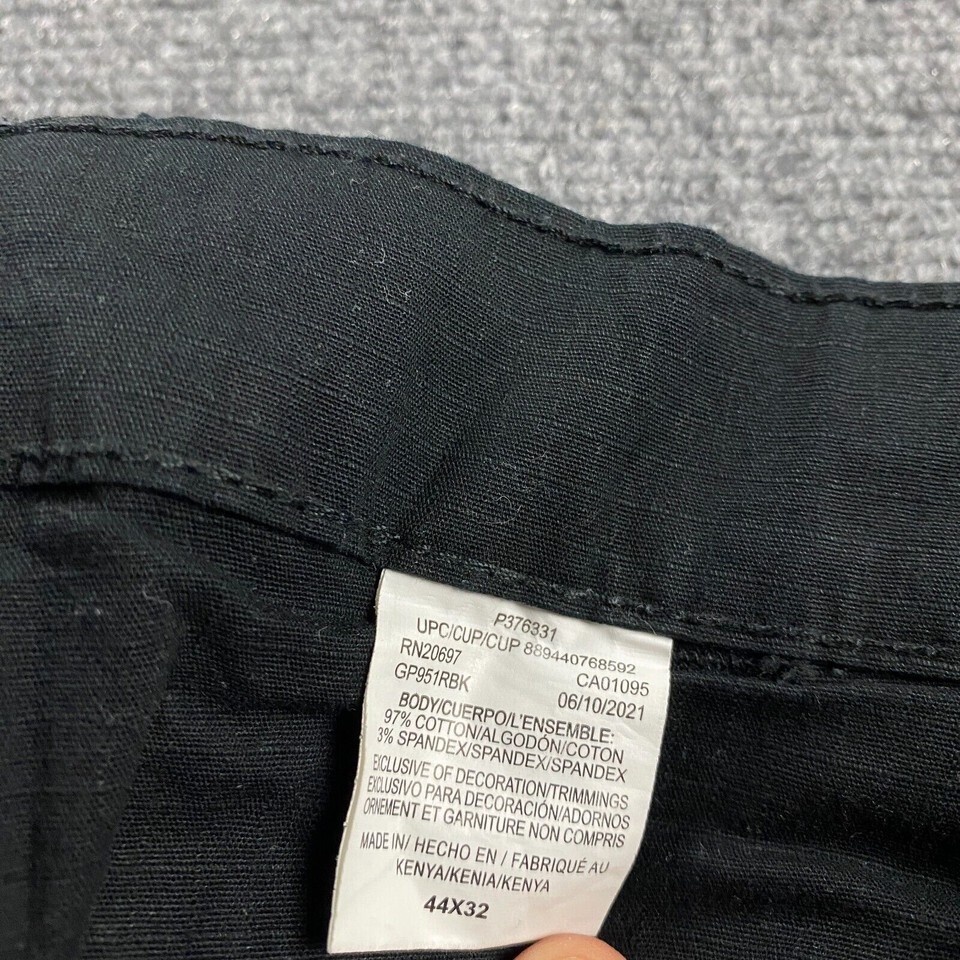 P376331
UPC/CUP/CUP 889440768592
RN20697 CA01095
GP951RBK 06/10/2021
BODY/CUERPO/L'ENSEMBLE:
97% COTTON/ALGODÓN/COTON
3% SPANDEX/SPANDEX/SPANDEX
EXCLUSIVE OF DECORATION/TRIMMINGS
EXCLUSIVO PARA DECORACIÓN/ADORNOS
ORNEMENT ET GARNITURE NON COMPRIS
MADE IN/ HECHO EN / FABRIQUÉ AU
KENYA/KENIA/KENYA
44X32